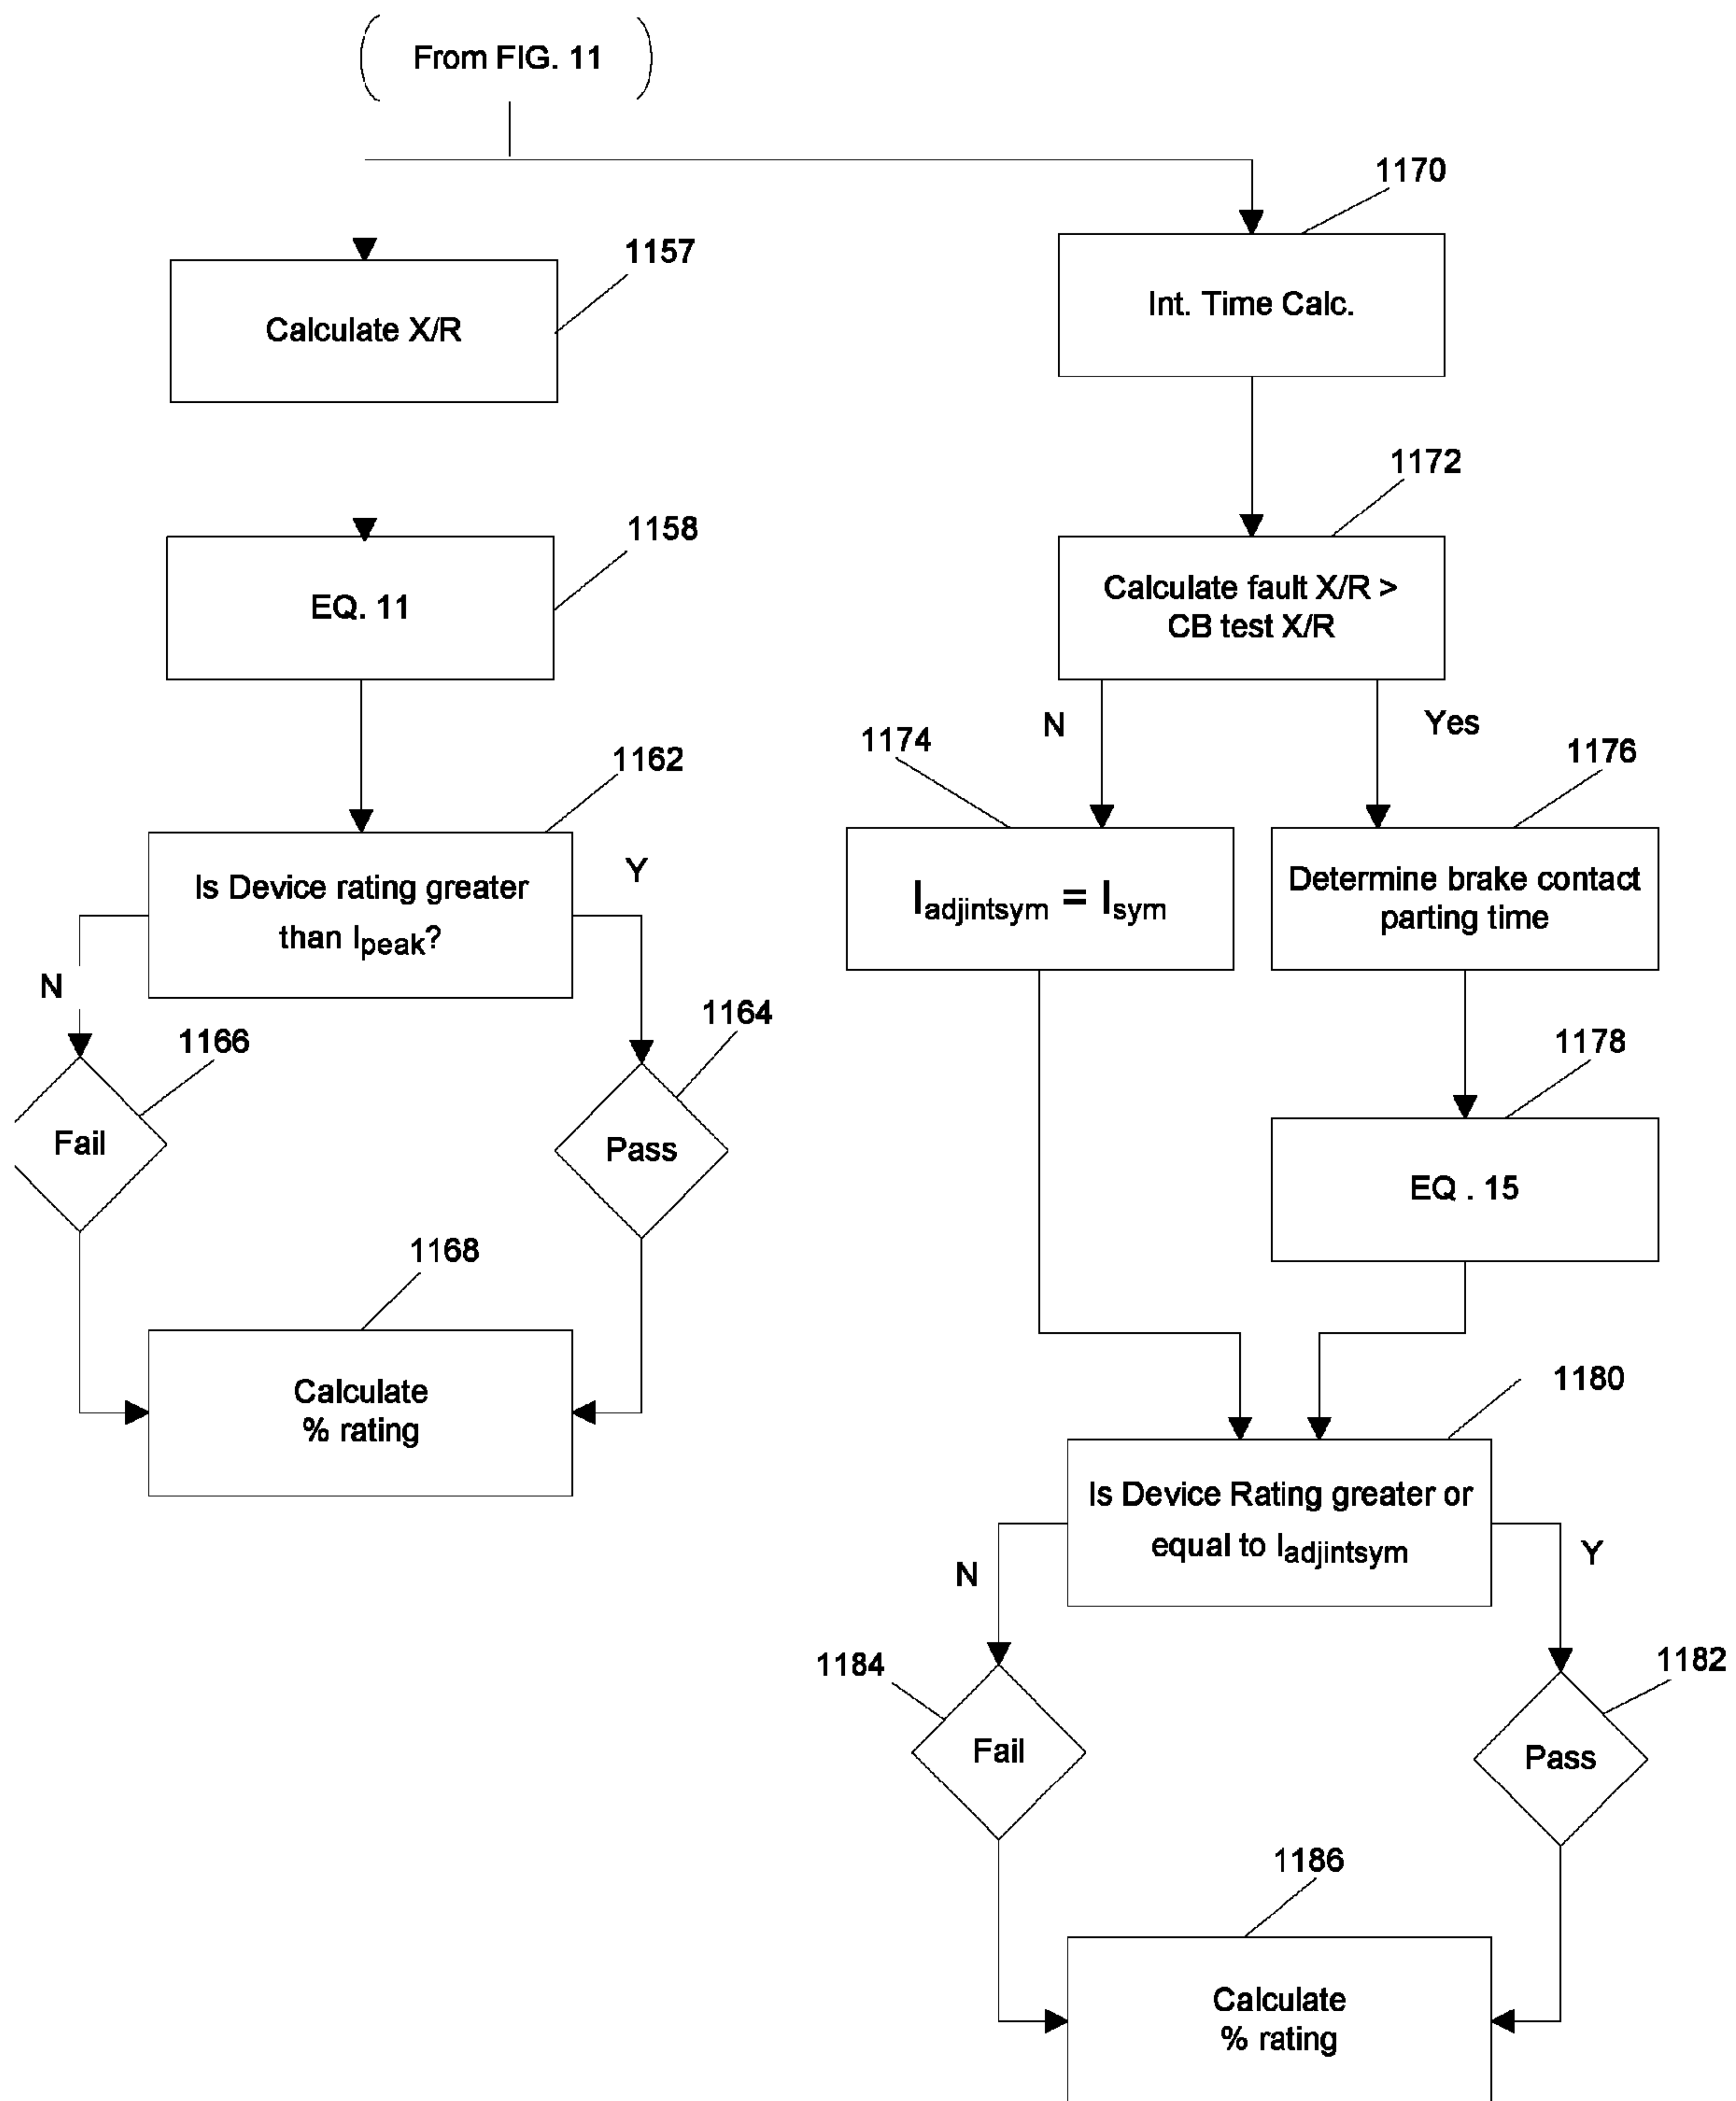 From FIG. 11
1170
1157
Int. Time Calc.
Calculate X/R
1172
1158
Calculate fault X/R >
CB test X/R
EQ. 11
N
Yes
1174
1176
1162
Is Device rating greater
than Ipeak?
Y
N
Iadjintsym = Isym
Determine brake contact
parting time
1164
1166
1178
Fail
Pass
EQ . 15
1168
Calculate
% rating
1180
Is Device Rating greater or
equal to Iadjintsym
N
Y
1184
1182
Fail
Pass
1186
Calculate
% rating